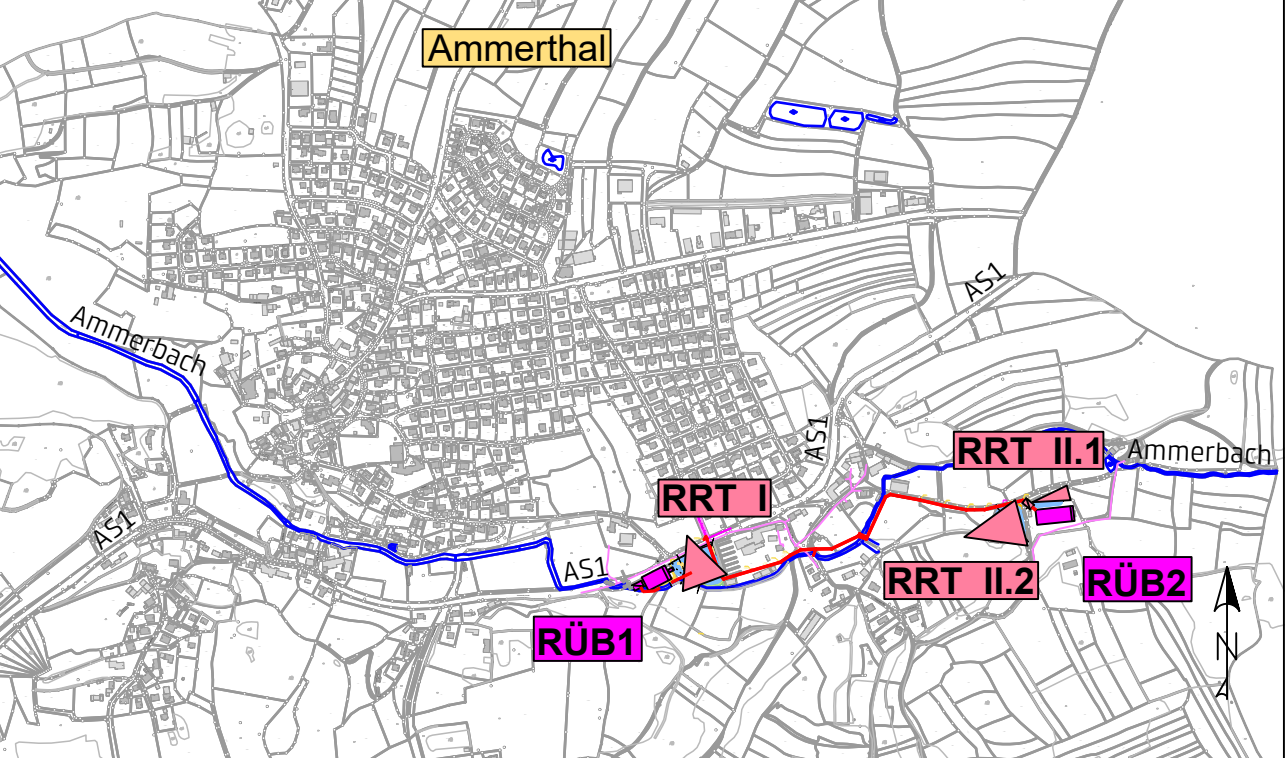 Ammerthal
AS1
Ammerbach
AS1
RRT II.1
Ammerbach
RRT I
AS1
AS1
RRT II.2
RÜB2
RÜB1
N